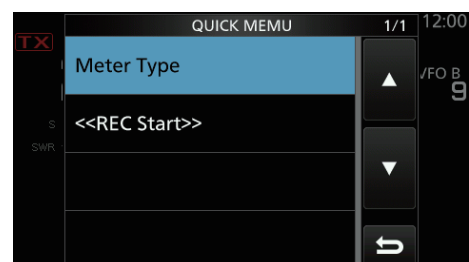 QUICK MEMU 1/1 12:00
TX
Meter Type
VFO B
9
<<REC Start>>
S
SWR